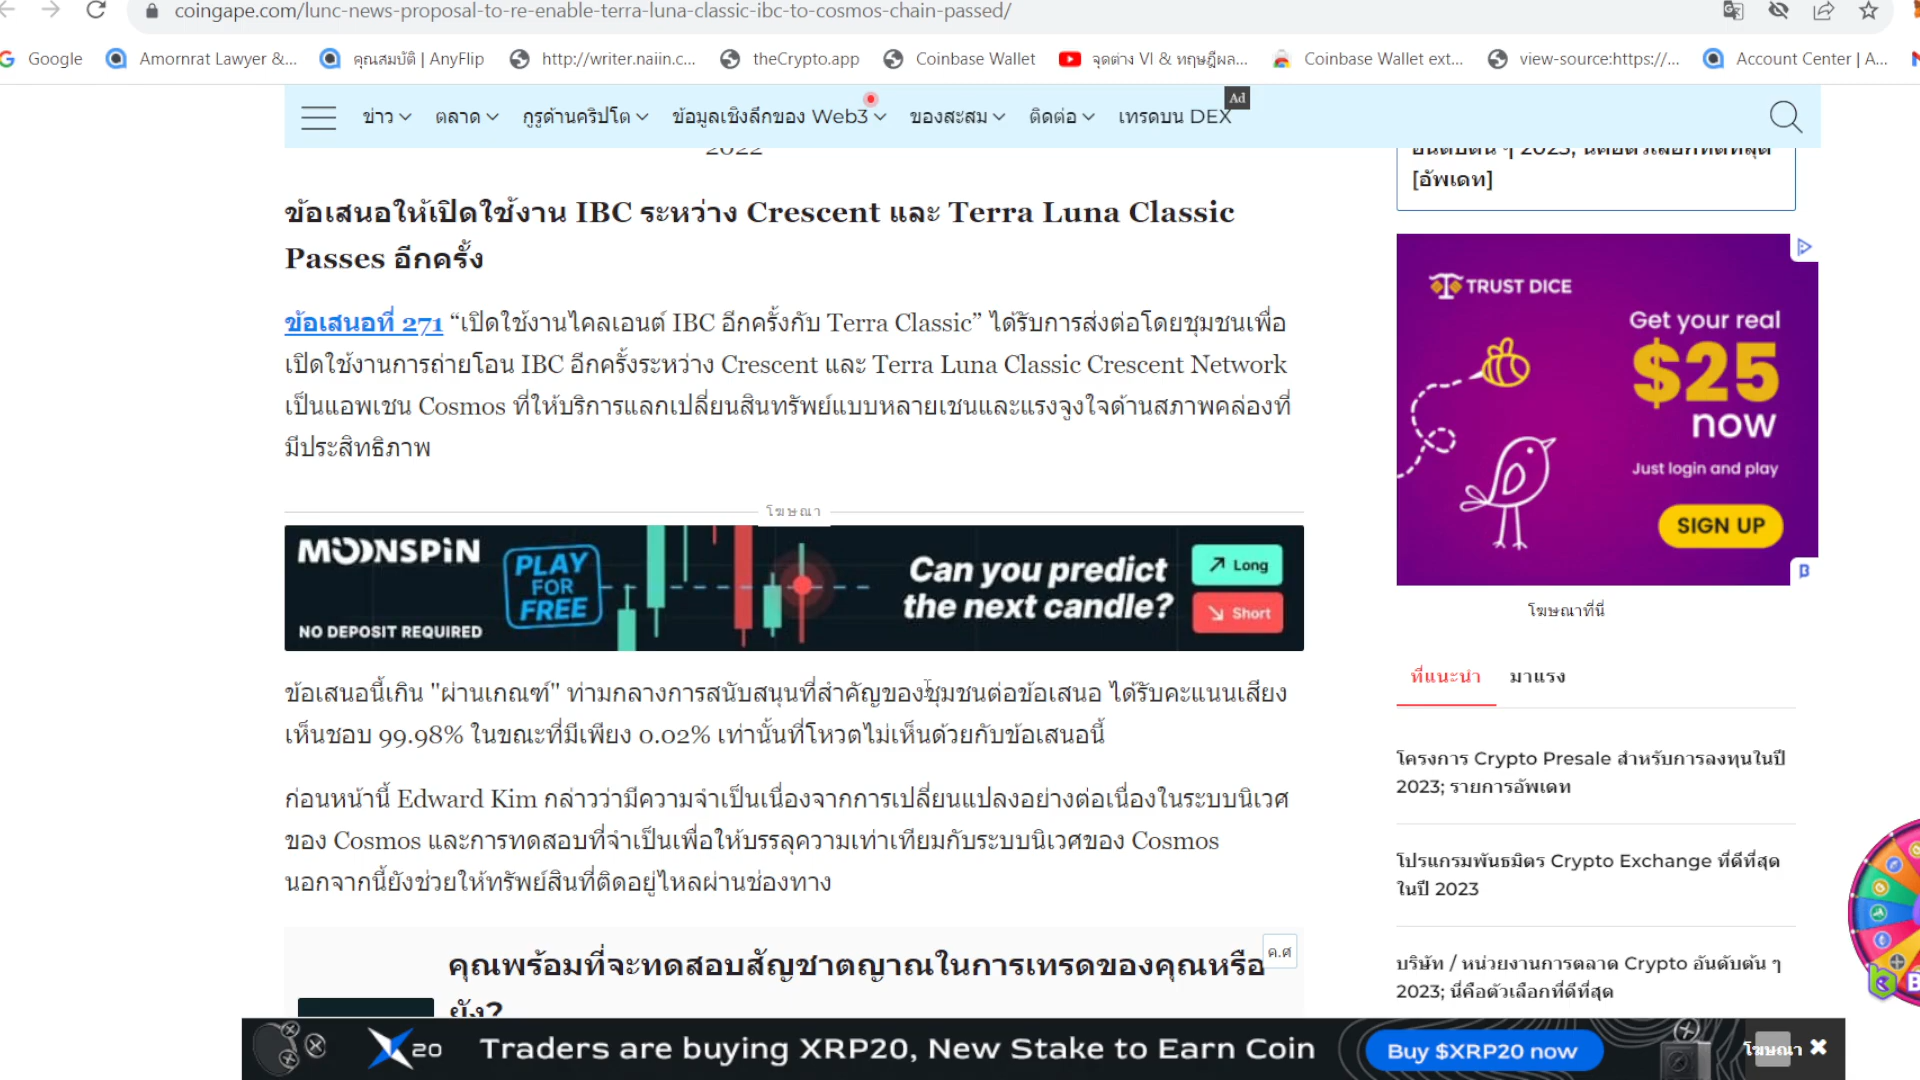 coingape.com/lunc-news-proposal-to-re-enable-terra-luna-classic-ibc-to-cosmos-chain-passed/
Google
Amornrat Lawyer &...
คุณสมบัติ | AnyFlip
http://writer.naiin.c...
theCrypto.app
Coinbase Wallet
จุดต่าง VI & ทฤษฎีผล...
Coinbase Wallet ext...
view-source:https://...
Account Center | A...
ข่าว
ตลาด
กูรูด้านคริปโต
ข้อมูลเชิงลึกของ Web3
ของสะสม
ติดต่อ
เทรดบน DEX
Ad
2022
ข้อเสนอให้เปิดใช้งาน IBC ระหว่าง Crescent และ Terra Luna Classic
Passes อีกครั้ง
ข้อเสนอที่ 271 “เปิดใช้งานไคลเอนต์ IBC อีกครั้งกับ Terra Classic” ได้รับการส่งต่อโดยชุมชนเพื่อ
เปิดใช้งานการถ่ายโอน IBC อีกครั้งระหว่าง Crescent และ Terra Luna Classic Crescent Network
เป็นแอพเชน Cosmos ที่ให้บริการแลกเปลี่ยนสินทรัพย์แบบหลายเชนและแรงจูงใจด้านสภาพคล่องที่
มีประสิทธิภาพ
โฆษณา
MOONSPIN
NO DEPOSIT REQUIRED
PLAY
FOR
FREE
Can you predict
the next candle?
Long
Short
ข้อเสนอนี้เกิน "ผ่านเกณฑ์" ท่ามกลางการสนับสนุนที่สำคัญของชุมชนต่อข้อเสนอ ได้รับคะแนนเสียง
เห็นชอบ 99.98% ในขณะที่มีเพียง 0.02% เท่านั้นที่โหวตไม่เห็นด้วยกับข้อเสนอนี้
ก่อนหน้านี้ Edward Kim กล่าวว่ามีความจำเป็นเนื่องจากการเปลี่ยนแปลงอย่างต่อเนื่องในระบบนิเวศ
ของ Cosmos และการทดสอบที่จำเป็นเพื่อให้บรรลุความเท่าเทียมกับระบบนิเวศของ Cosmos
นอกจากนี้ยังช่วยให้ทรัพย์สินที่ติดอยู่ไหลผ่านช่องทาง
คุณพร้อมที่จะทดสอบสัญชาตญาณในการเทรดของคุณหรือ
ยัง?
ค.ศ
อันดับต้น ๆ 2023; นี่คือตัวเลือกที่ดีที่สุด
[อัพเดท]
TRUST DICE
Get your real
$25
now
Just login and play
SIGN UP
โฆษณาที่นี่
ที่แนะนำ
มาแรง
โครงการ Crypto Presale สำหรับการลงทุนในปี
2023; รายการอัพเดท
โปรแกรมพันธมิตร Crypto Exchange ที่ดีที่สุด
ในปี 2023
บริษัท / หน่วยงานการตลาด Crypto อันดับต้น ๆ
2023; นี่คือตัวเลือกที่ดีที่สุด
X20
Traders are buying XRP20, New Stake to Earn Coin
Buy $XRP20 now
โฆษณา